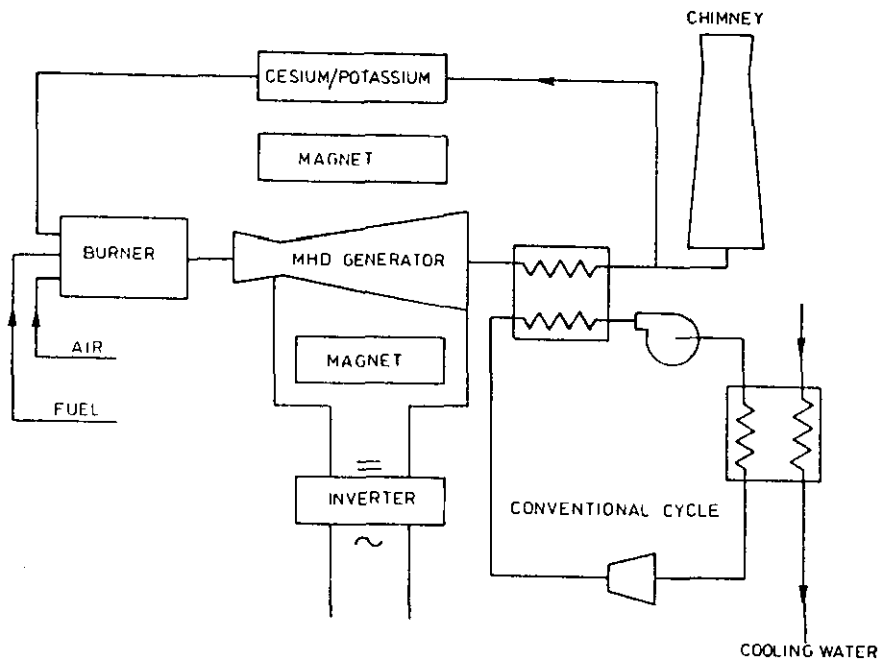 CHIMNEY
CESIUM/POTASSIUM
MAGNET
BURNER
MHD GENERATOR
AIR
MAGNET
FUEL
INVERTER
CONVENTIONAL CYCLE
COOLING WATER